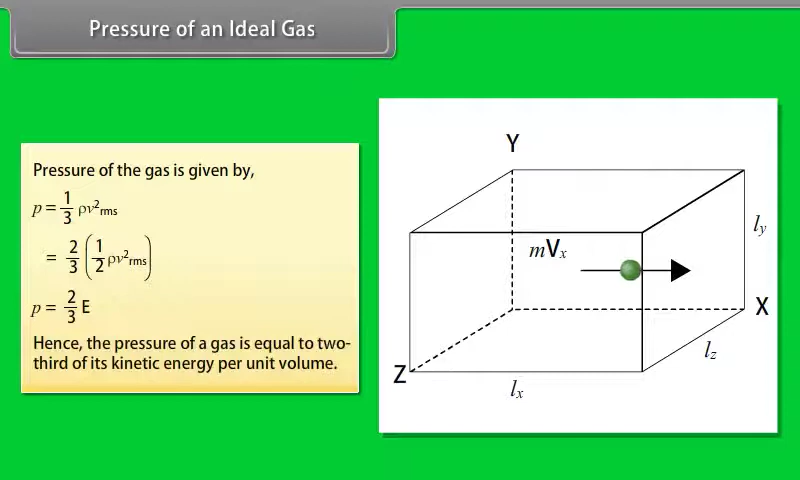 Pressure of an Ideal Gas
Pressure of the gas is given by,
p = 1/3 ρv²rms
= 2/3 (1/2 ρv²rms)
p = 2/3 E
Hence, the pressure of a gas is equal to two-
third of its kinetic energy per unit volume.
Y
mVx
ly
X
lz
Z
lx